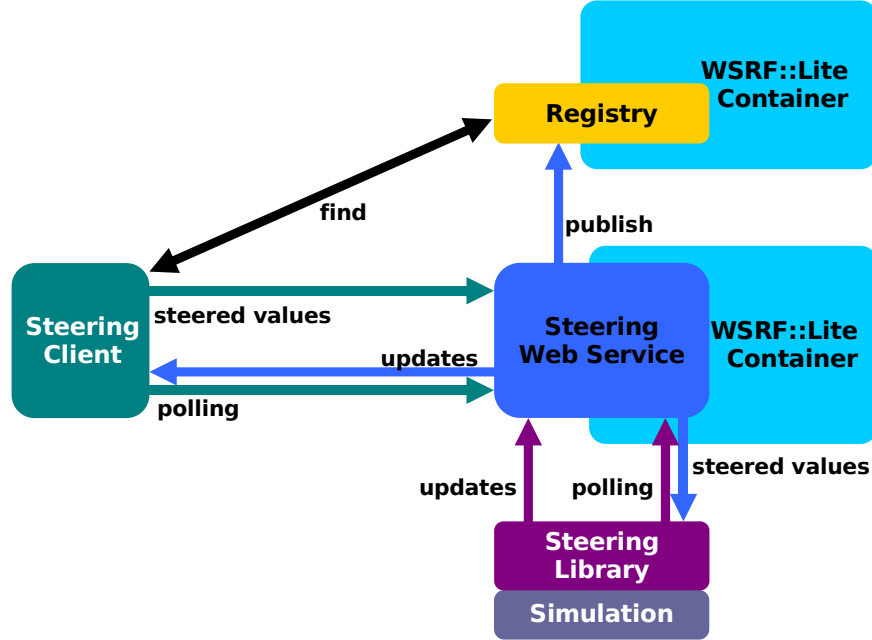 WSRF::Lite
Container
Registry
find
publish
Steering
Client
steered values
updates
polling
Steering
Web Service
WSRF::Lite
Container
updates
polling
steered values
Steering
Library
Simulation